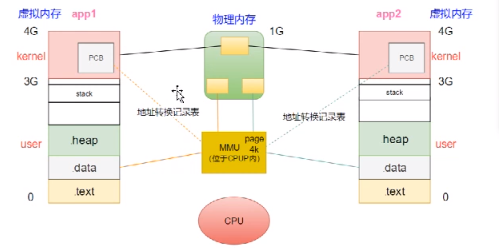 虚拟内存 app1
物理内存
app2 虚拟内存
4G
1G
4G
kernel
PCB
PCB
kernel
3G
3G
stack
stack
地址转换记录表
地址转换记录表
user
.heap
MMU
page
4k
(位于CPUP内)
heap
user
.data
.data
0
.text
.text
0
CPU